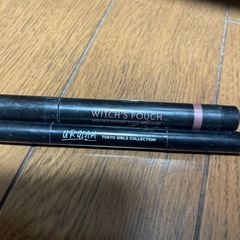 WITCH'S POUCH
URGLAM
TOKYO GIRLS COLLECTION